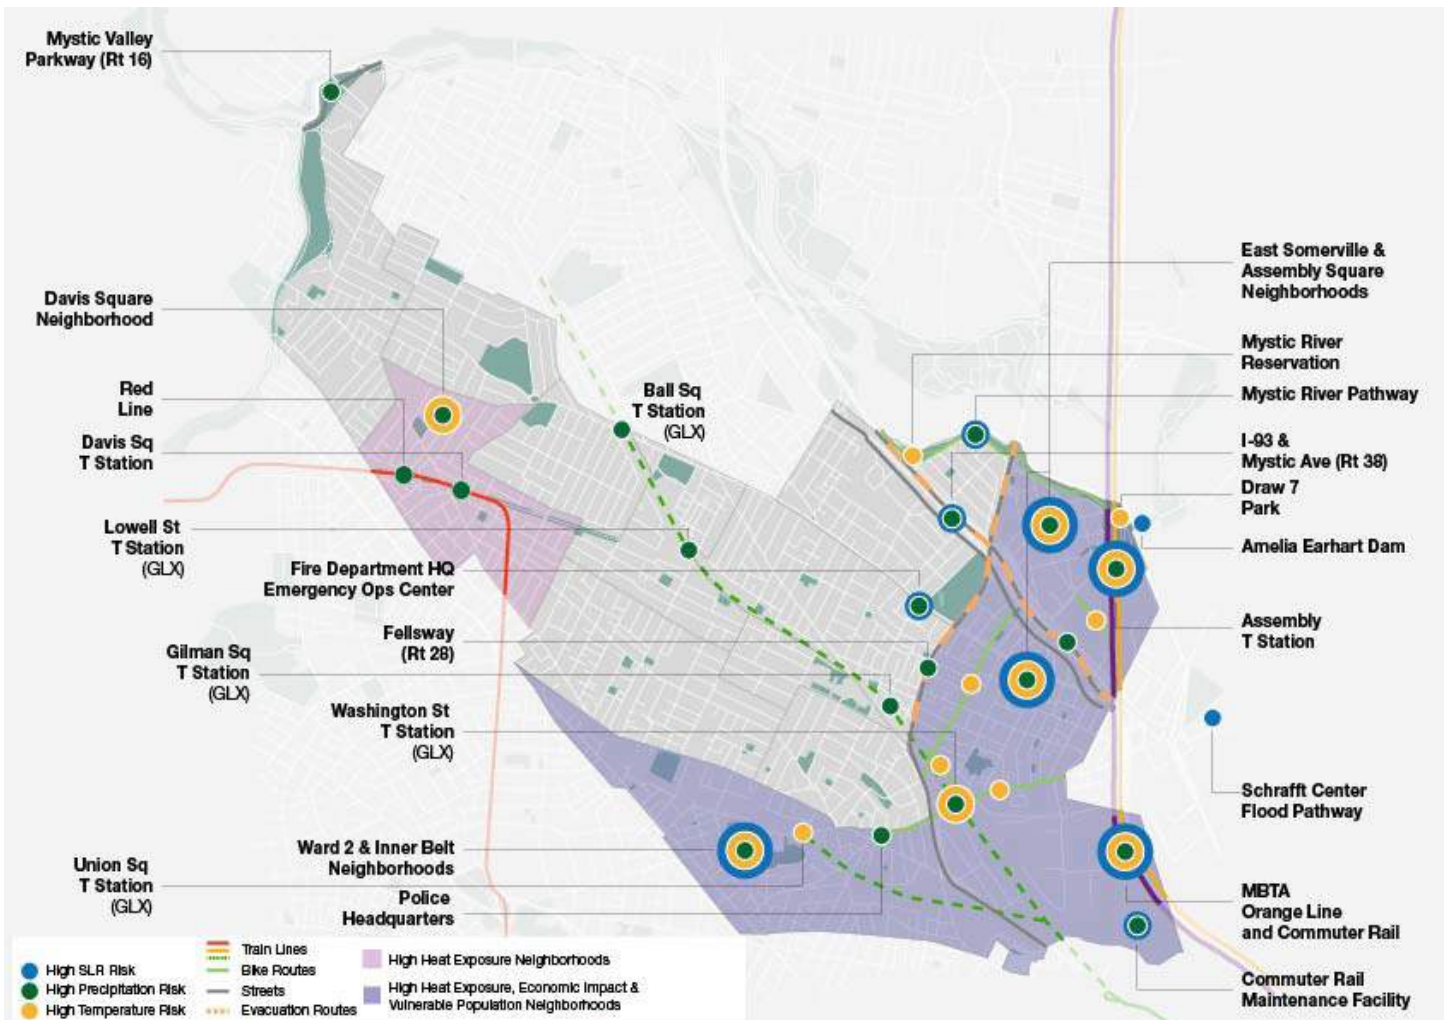 Mystic Valley
Parkway (Rt 16)
Davis Square
Neighborhood
Red
Line
Davis Sq
T Station
Lowell St
T Station
(GLX)
Fire Department HQ
Emergency Ops Center
Fellsway
(Rt 28)
Gilman Sq
T Station
(GLX)
Washington St
T Station
(GLX)
Ward 2 & Inner Belt
Neighborhoods
Union Sq
T Station
(GLX)
Police
Headquarters
Ball Sq
T Station
(GLX)
East Somerville &
Assembly Square
Neighborhoods
Mystic River
Reservation
Mystic River Pathway
I-93 &
Mystic Ave (Rt 38)
Draw 7
Park
Amelia Earhart Dam
Assembly
T Station
Schrafft Center
Flood Pathway
MBTA
Orange Line
and Commuter Rail
Commuter Rail
Maintenance Facility
High SLR Risk
High Precipitation Risk
High Temperature Risk
Train Lines
Bike Routes
Streets
Evacuation Routes
High Heat Exposure Neighborhoods
High Heat Exposure, Economic Impact &
Vulnerable Population Neighborhoods